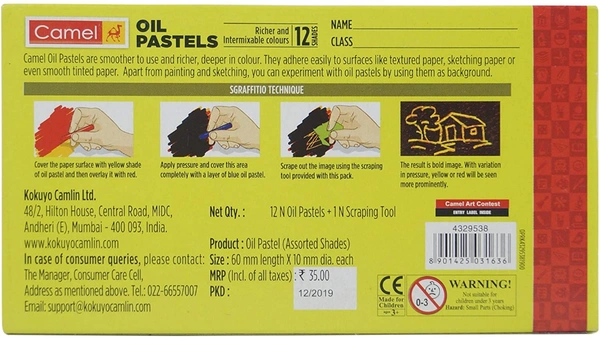 Camel
OIL PASTELS
Richer and Intermixable colours
12 SHADES
NAME
CLASS
Camel Oil Pastels are smoother to use and richer, deeper in colour. They adhere easily to surfaces like textured paper, sketching paper or
even smooth tinted paper. Apart from painting and sketching, you can experiment with oil pastels by using them as background.
SGRAFFITIO TECHNIQUE
Cover the paper surface with yellow shade
of oil pastel and then overlay it with red.
Apply pressure and cover this area
completely with a layer of blue oil pastel.
Scrape out the image using the scraping
tool provided with this pack.
The result is bold image. With variation
in pressure, yellow or red will be seen
more prominently.
Kokuyo Camlin Ltd.
48/2, Hilton House, Central Road, MIDC,
Andheri (E), Mumbai - 400 093, India.
www.kokuyocamlin.com
In case of consumer queries, please contact:
The Manager, Consumer Care Cell,
Address as mentioned above. Tel.: 022-66557007
Email: support@kokuyocamlin.com
Net Qty. : 12 N Oil Pastels + 1 N Scraping Tool
Product : Oil Pastel (Assorted Shades)
Size : 60 mm length X 10 mm dia. each
MRP (Incl. of all taxes) : ₹ 35.00
PKD : 12/2019
Camel Art Contest
ENTRY LABEL INSIDE
4329538
8 901425 031636
CE
Made for
Children
age 3+
0-3
WARNING!
Not suitable for
children under 3 years
Hazard: Small Parts (Choking)